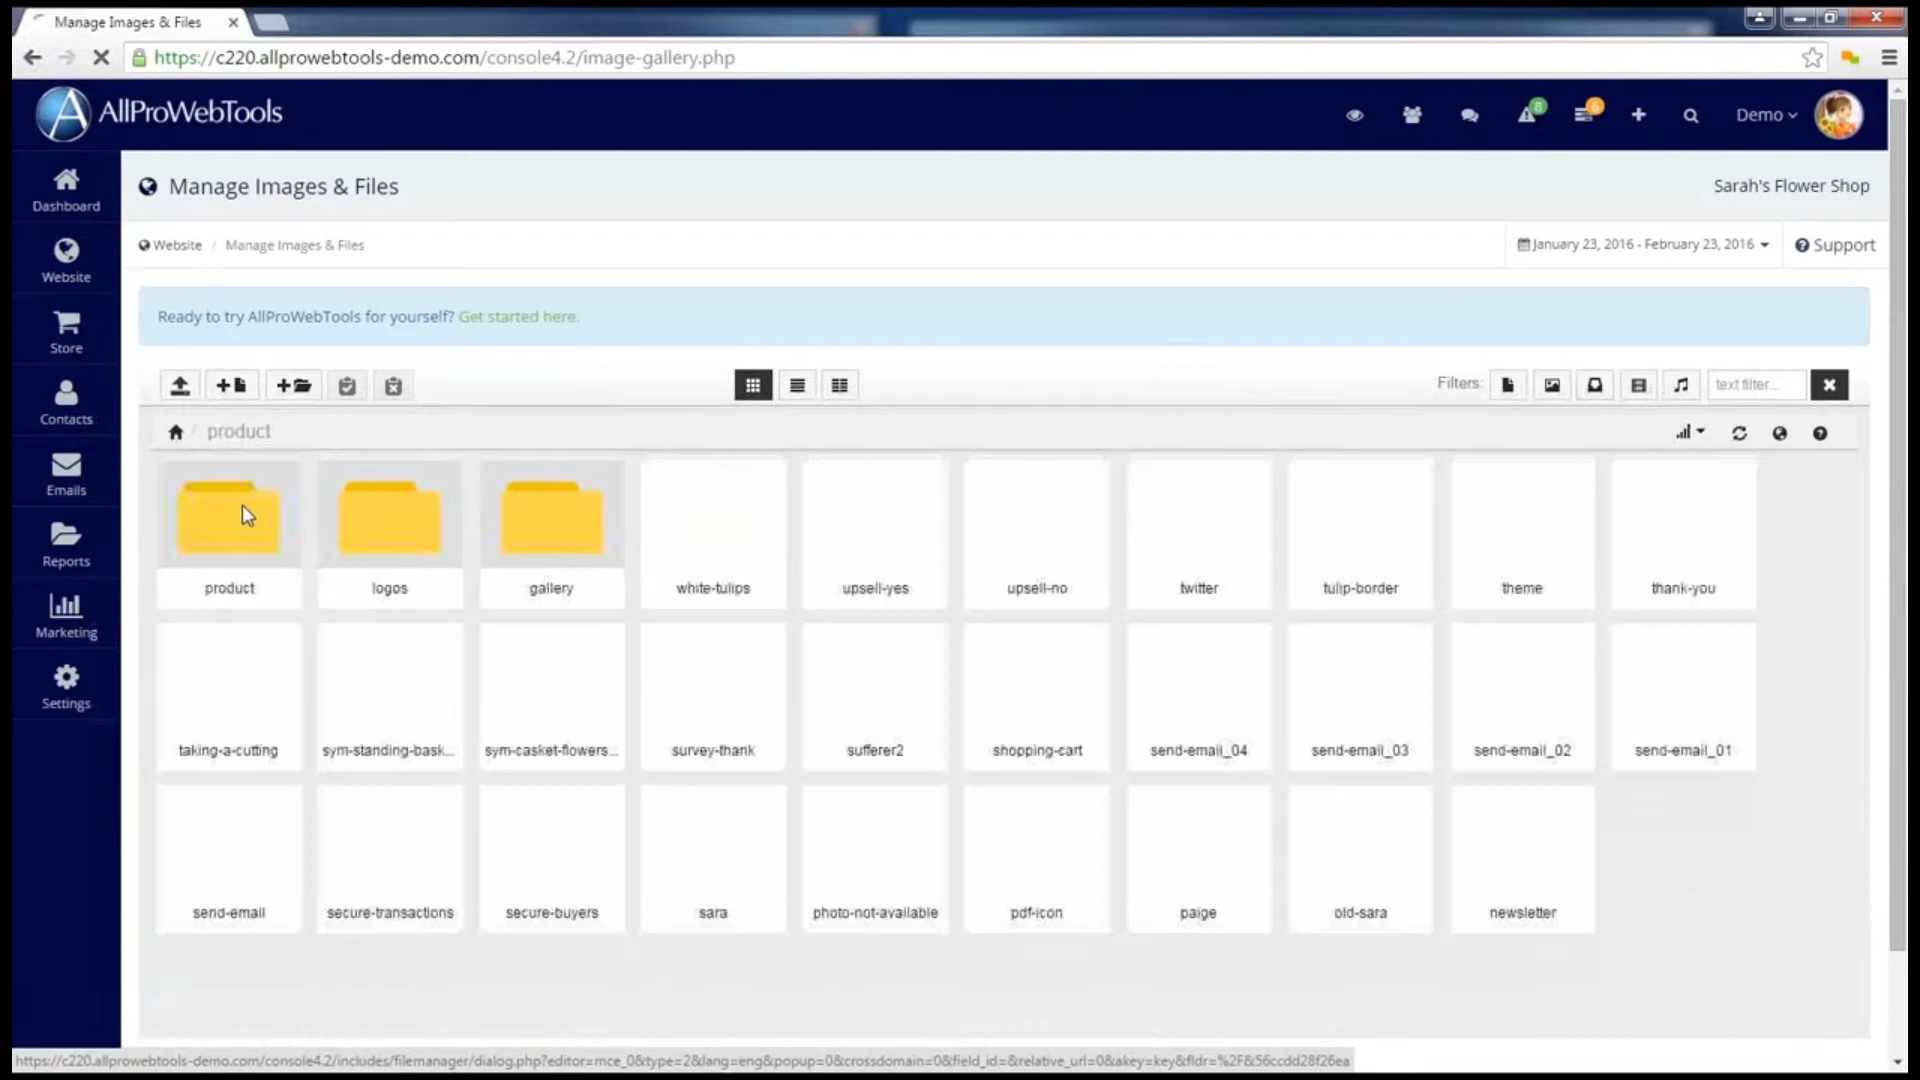 Manage Images & Files
https://c220.allprowebtools-demo.com/console4.2/image-gallery.php
AllProWebTools
8
6
Demo
Dashboard
Website
Store
Contacts
Emails
Reports
Marketing
Settings
Manage Images & Files
Sarah's Flower Shop
Website / Manage Images & Files
January 23, 2016 - February 23, 2016
Support
Ready to try AllProWebTools for yourself? Get started here.
Filters:
text filter...
/ product
product
logos
gallery
white-tulips
upsell-yes
upsell-no
twitter
tulip-border
theme
thank-you
taking-a-cutting
sym-standing-bask...
sym-casket-flowers...
survey-thank
sufferer2
shopping-cart
send-email_04
send-email_03
send-email_02
send-email_01
send-email
secure-transactions
secure-buyers
sara
photo-not-available
pdf-icon
paige
old-sara
newsletter
https://c220.allprowebtools-demo.com/console4.2/includes/filemanager/dialog.php?editor=mce_0&type=2&lang=eng&popup=0&crossdomain=0&field_id=&relative_url=0&akey=key&fldr=%2F&56ccdd28f26ea